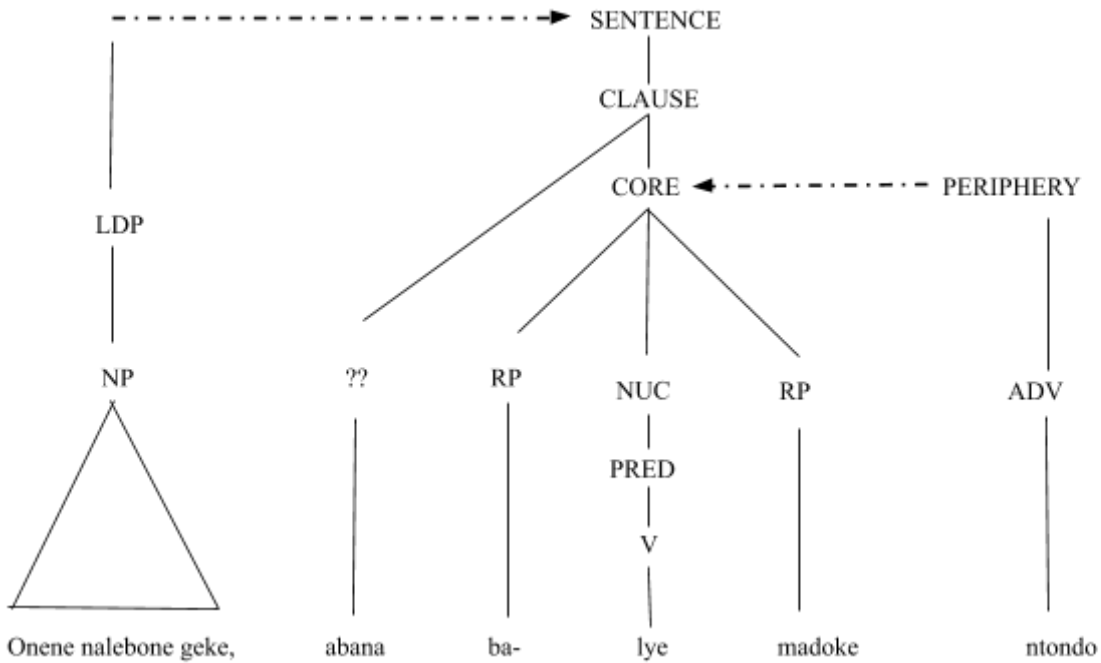 SENTENCE
CLAUSE
CORE PERIPHERY
LDP
NP ?? RP NUC RP ADV
PRED
V
Onene nalebone geke, abana ba- lye madoke ntondo